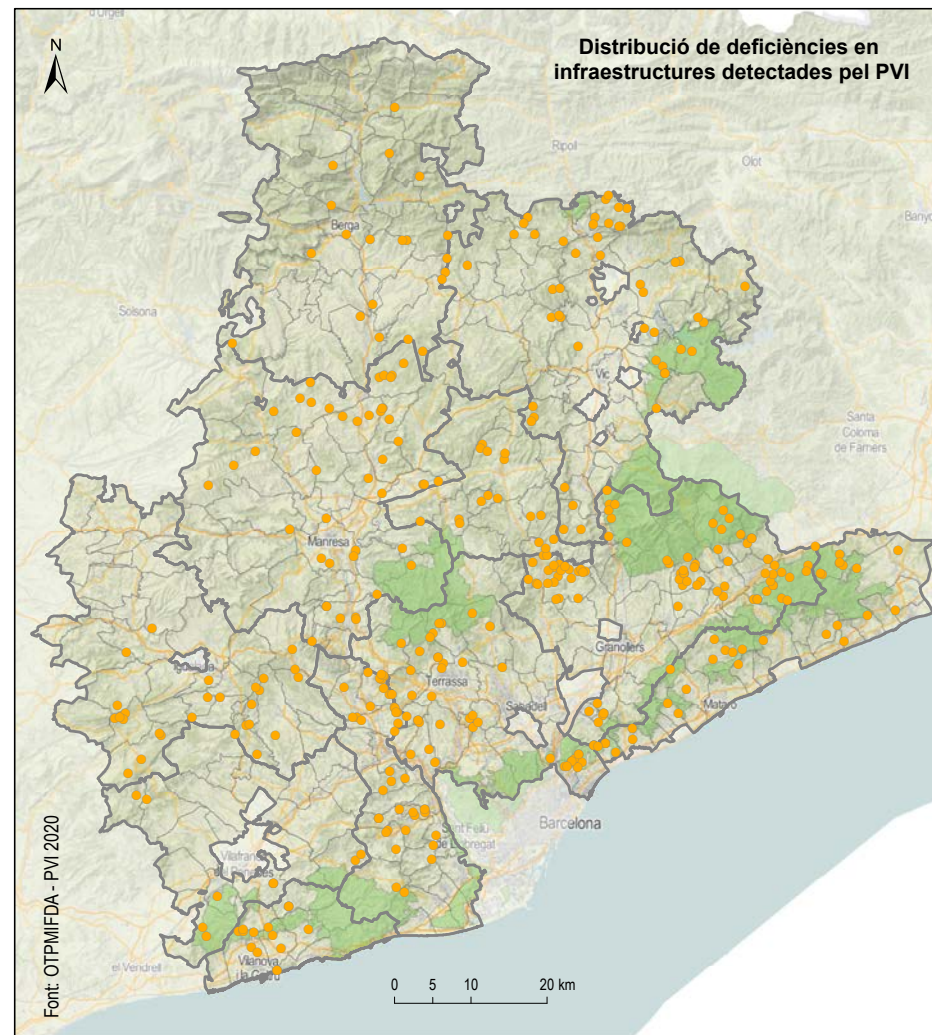 d'Urgell
N
Distribució de deficiències en
infraestructures detectades pel PVI
Ripoll
Olot
Berga
Solsona
Vic
Santa
Coloma
de Farners
Manresa
Igualada
Granollers
Terrassa
Sabadell
Mataró
Barcelona
Sant Feliu
de Llobregat
Vilafranca
del Penedès
el Vendrell
Vilanova
i la Geltrú
0 5 10 20 km
Font: OTPMIFDA - PVI 2020